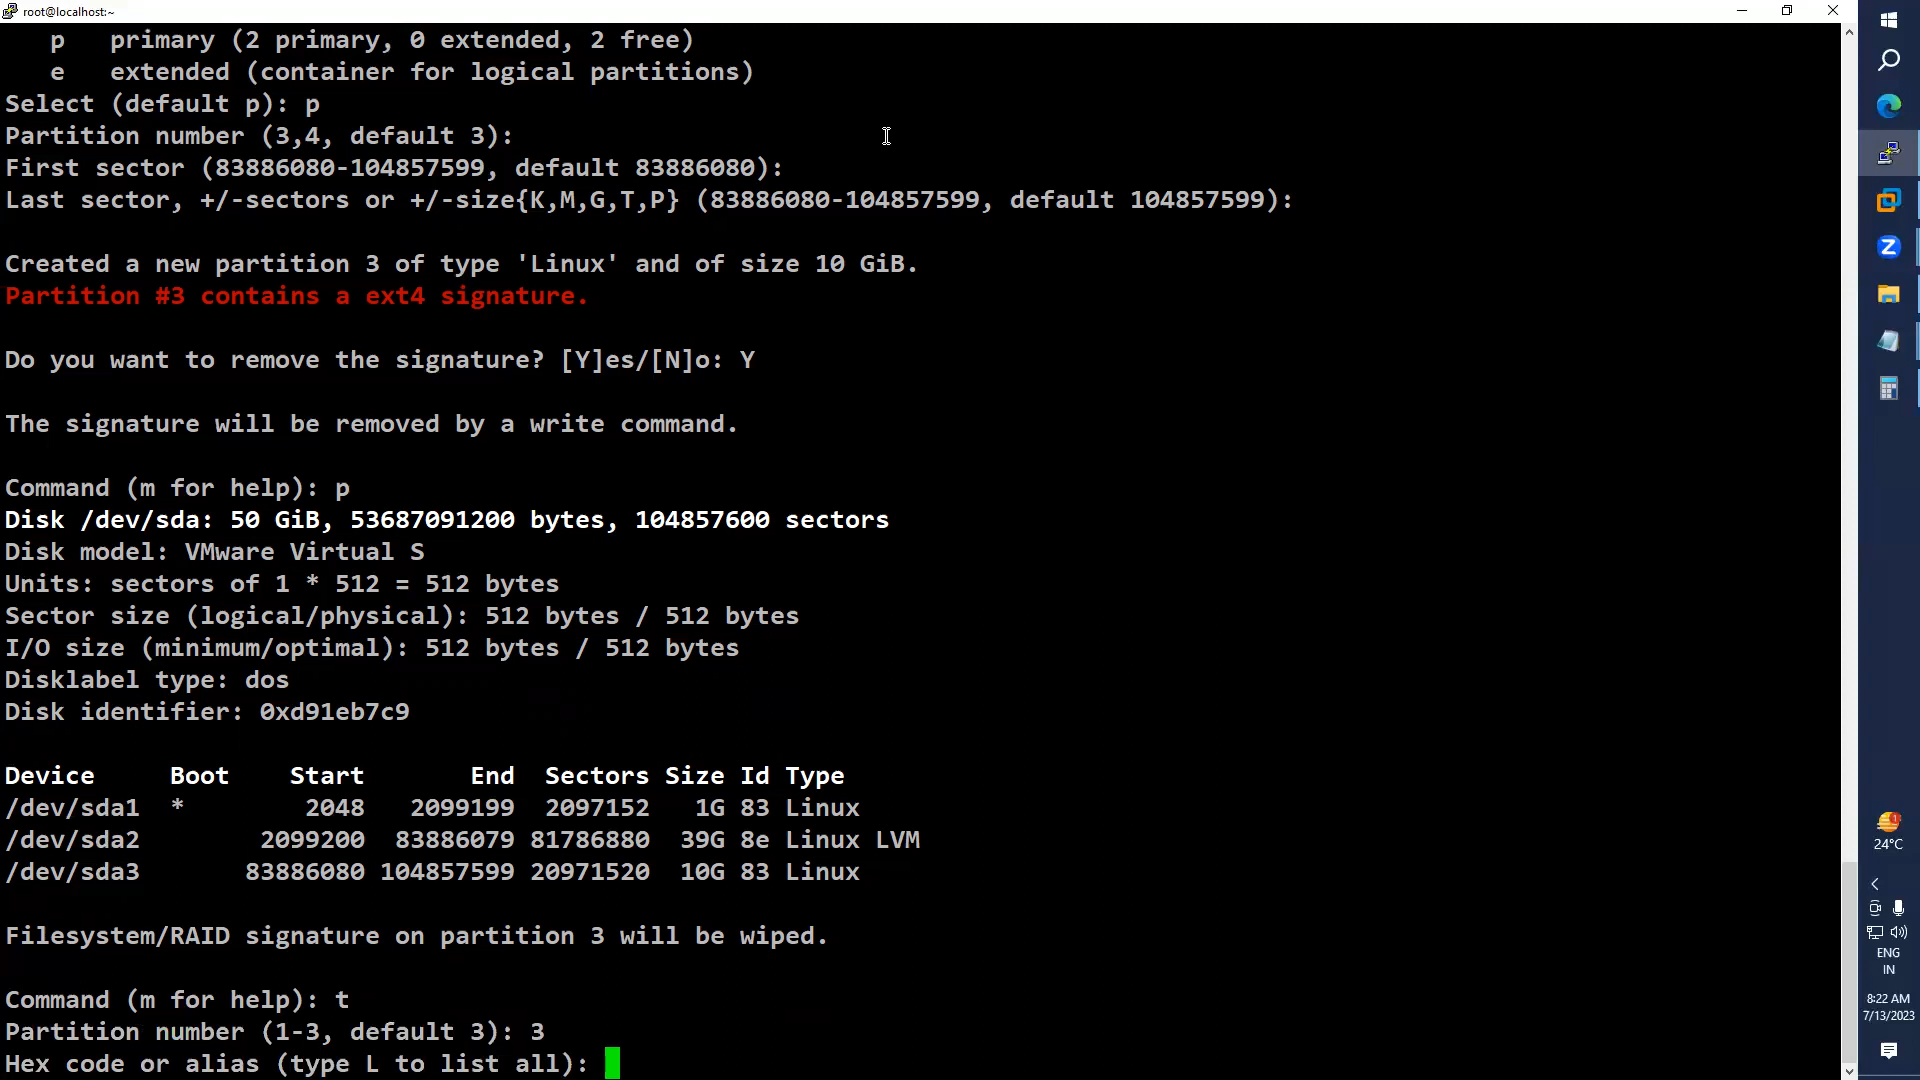 root@localhost:~
p   primary (2 primary, 0 extended, 2 free)
e   extended (container for logical partitions)
Select (default p): p
Partition number (3,4, default 3):
First sector (83886080-104857599, default 83886080):
Last sector, +/-sectors or +/-size{K,M,G,T,P} (83886080-104857599, default 104857599):
Created a new partition 3 of type 'Linux' and of size 10 GiB.
Partition #3 contains a ext4 signature.
Do you want to remove the signature? [Y]es/[N]o: Y
The signature will be removed by a write command.
Command (m for help): p
Disk /dev/sda: 50 GiB, 53687091200 bytes, 104857600 sectors
Disk model: VMware Virtual S
Units: sectors of 1 * 512 = 512 bytes
Sector size (logical/physical): 512 bytes / 512 bytes
I/O size (minimum/optimal): 512 bytes / 512 bytes
Disklabel type: dos
Disk identifier: 0xd91eb7c9
Device     Boot    Start       End  Sectors Size Id Type
/dev/sda1  *        2048   2099199  2097152   1G 83 Linux
/dev/sda2        2099200  83886079 81786880  39G 8e Linux LVM
/dev/sda3       83886080 104857599 20971520  10G 83 Linux
Filesystem/RAID signature on partition 3 will be wiped.
Command (m for help): t
Partition number (1-3, default 3): 3
Hex code or alias (type L to list all):
Z
1
24°C
ENG
IN
8:22 AM
7/13/2023